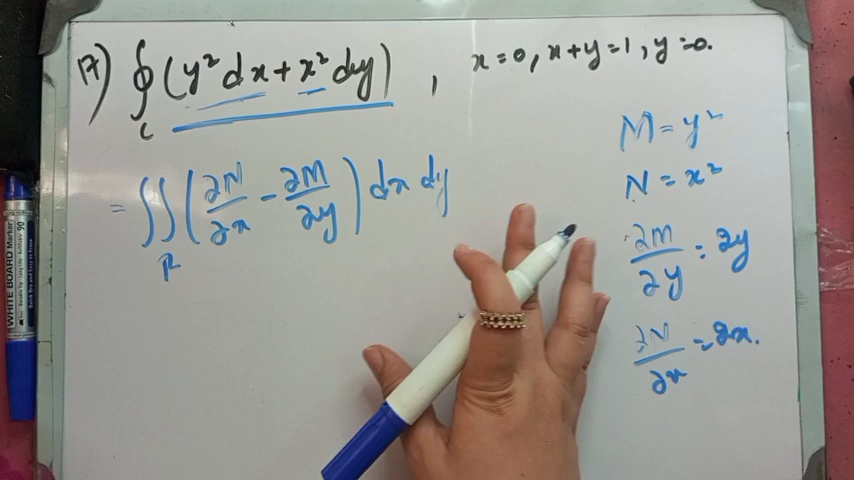 17) ∮_C (y² dx + x² dy) , x=0, x+y=1, y=0.
= ∬_R (∂N/∂x - ∂M/∂y) dx dy
M = y²
N = x²
∂M/∂y = 2y
∂N/∂x = 2x.
WHITE BOARD Marker
90